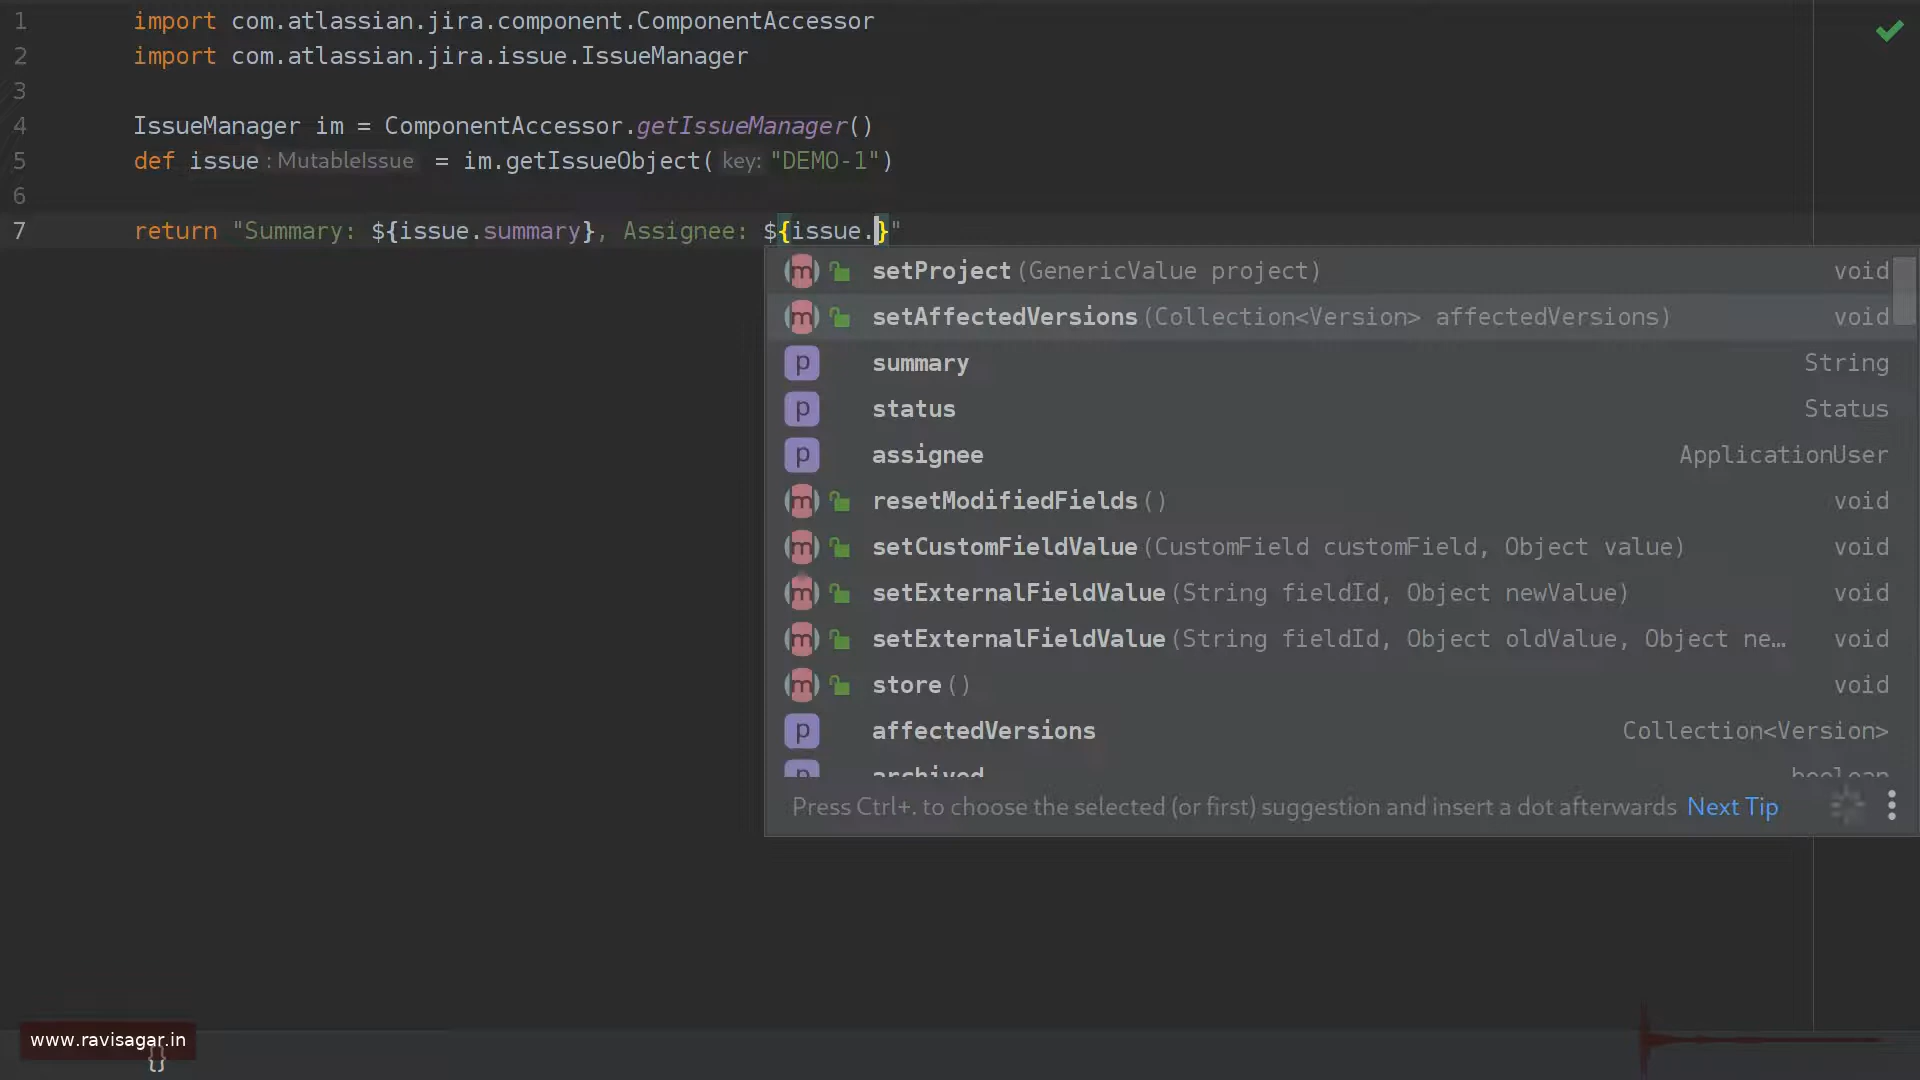 1 import com.atlassian.jira.component.ComponentAccessor
2 import com.atlassian.jira.issue.IssueManager
3
4 IssueManager im = ComponentAccessor.getIssueManager()
5 def issue : MutableIssue = im.getIssueObject( key: "DEMO-1")
6
7 return "Summary: ${issue.summary}, Assignee: ${issue.}"
m setProject(GenericValue project) void
m setAffectedVersions(Collection<Version> affectedVersions) void
p summary String
p status Status
p assignee ApplicationUser
m resetModifiedFields() void
m setCustomFieldValue(CustomField customField, Object value) void
m setExternalFieldValue(String fieldId, Object newValue) void
m setExternalFieldValue(String fieldId, Object oldValue, Object ne… void
m store() void
p affectedVersions Collection<Version>
p archived boolean
Press Ctrl+. to choose the selected (or first) suggestion and insert a dot afterwards Next Tip
www.ravisagar.in
{}